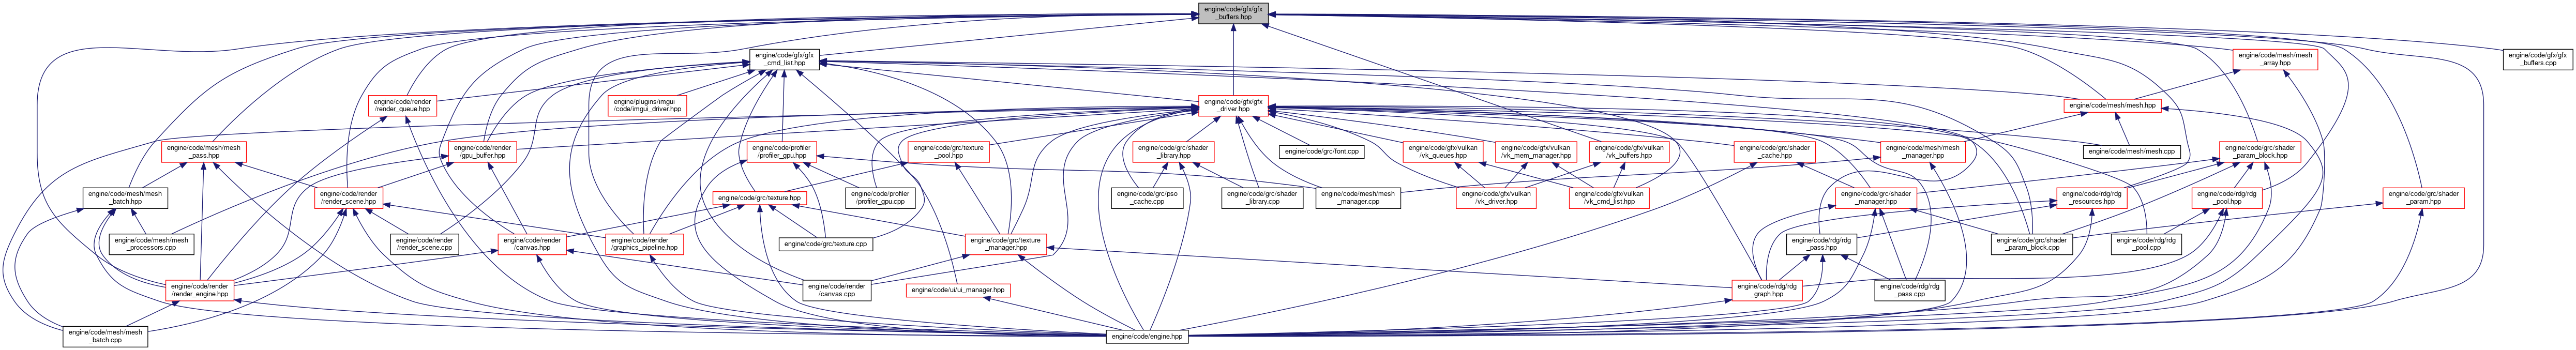 engine/code/gfx/gfx
_buffers.hpp
engine/code/gfx/gfx
_cmd_list.hpp
engine/code/mesh/mesh
_array.hpp
engine/code/gfx/gfx
_buffers.cpp
engine/code/render
/render_queue.hpp
engine/plugins/imgui
/code/imgui_driver.hpp
engine/code/gfx/gfx
_driver.hpp
engine/code/mesh/mesh.hpp
engine/code/mesh/mesh
_pass.hpp
engine/code/render
/gpu_buffer.hpp
engine/code/profiler
/profiler_gpu.hpp
engine/code/grc/texture
_pool.hpp
engine/code/grc/shader
_library.hpp
engine/code/grc/font.cpp
engine/code/gfx/vulkan
/vk_queues.hpp
engine/code/gfx/vulkan
/vk_mem_manager.hpp
engine/code/gfx/vulkan
/vk_buffers.hpp
engine/code/grc/shader
_cache.hpp
engine/code/mesh/mesh
_manager.hpp
engine/code/mesh/mesh.cpp
engine/code/grc/shader
_param_block.hpp
engine/code/mesh/mesh
_batch.hpp
engine/code/render
/render_scene.hpp
engine/code/grc/texture.hpp
engine/code/profiler
/profiler_gpu.cpp
engine/code/grc/pso
_cache.cpp
engine/code/grc/shader
_library.cpp
engine/code/mesh/mesh
_manager.cpp
engine/code/gfx/vulkan
/vk_driver.hpp
engine/code/gfx/vulkan
/vk_cmd_list.hpp
engine/code/grc/shader
_manager.hpp
engine/code/rdg/rdg
_resources.hpp
engine/code/rdg/rdg
_pool.hpp
engine/code/grc/shader
_param.hpp
engine/code/mesh/mesh
_processors.cpp
engine/code/render
/render_scene.cpp
engine/code/render
/canvas.hpp
engine/code/render
/graphics_pipeline.hpp
engine/code/grc/texture.cpp
engine/code/grc/texture
_manager.hpp
engine/code/rdg/rdg
_pass.hpp
engine/code/grc/shader
_param_block.cpp
engine/code/rdg/rdg
_pool.cpp
engine/code/render
/render_engine.hpp
engine/code/render
/canvas.cpp
engine/code/ui/ui_manager.hpp
engine/code/rdg/rdg
_graph.hpp
engine/code/rdg/rdg
_pass.cpp
engine/code/mesh/mesh
_batch.cpp
engine/code/engine.hpp